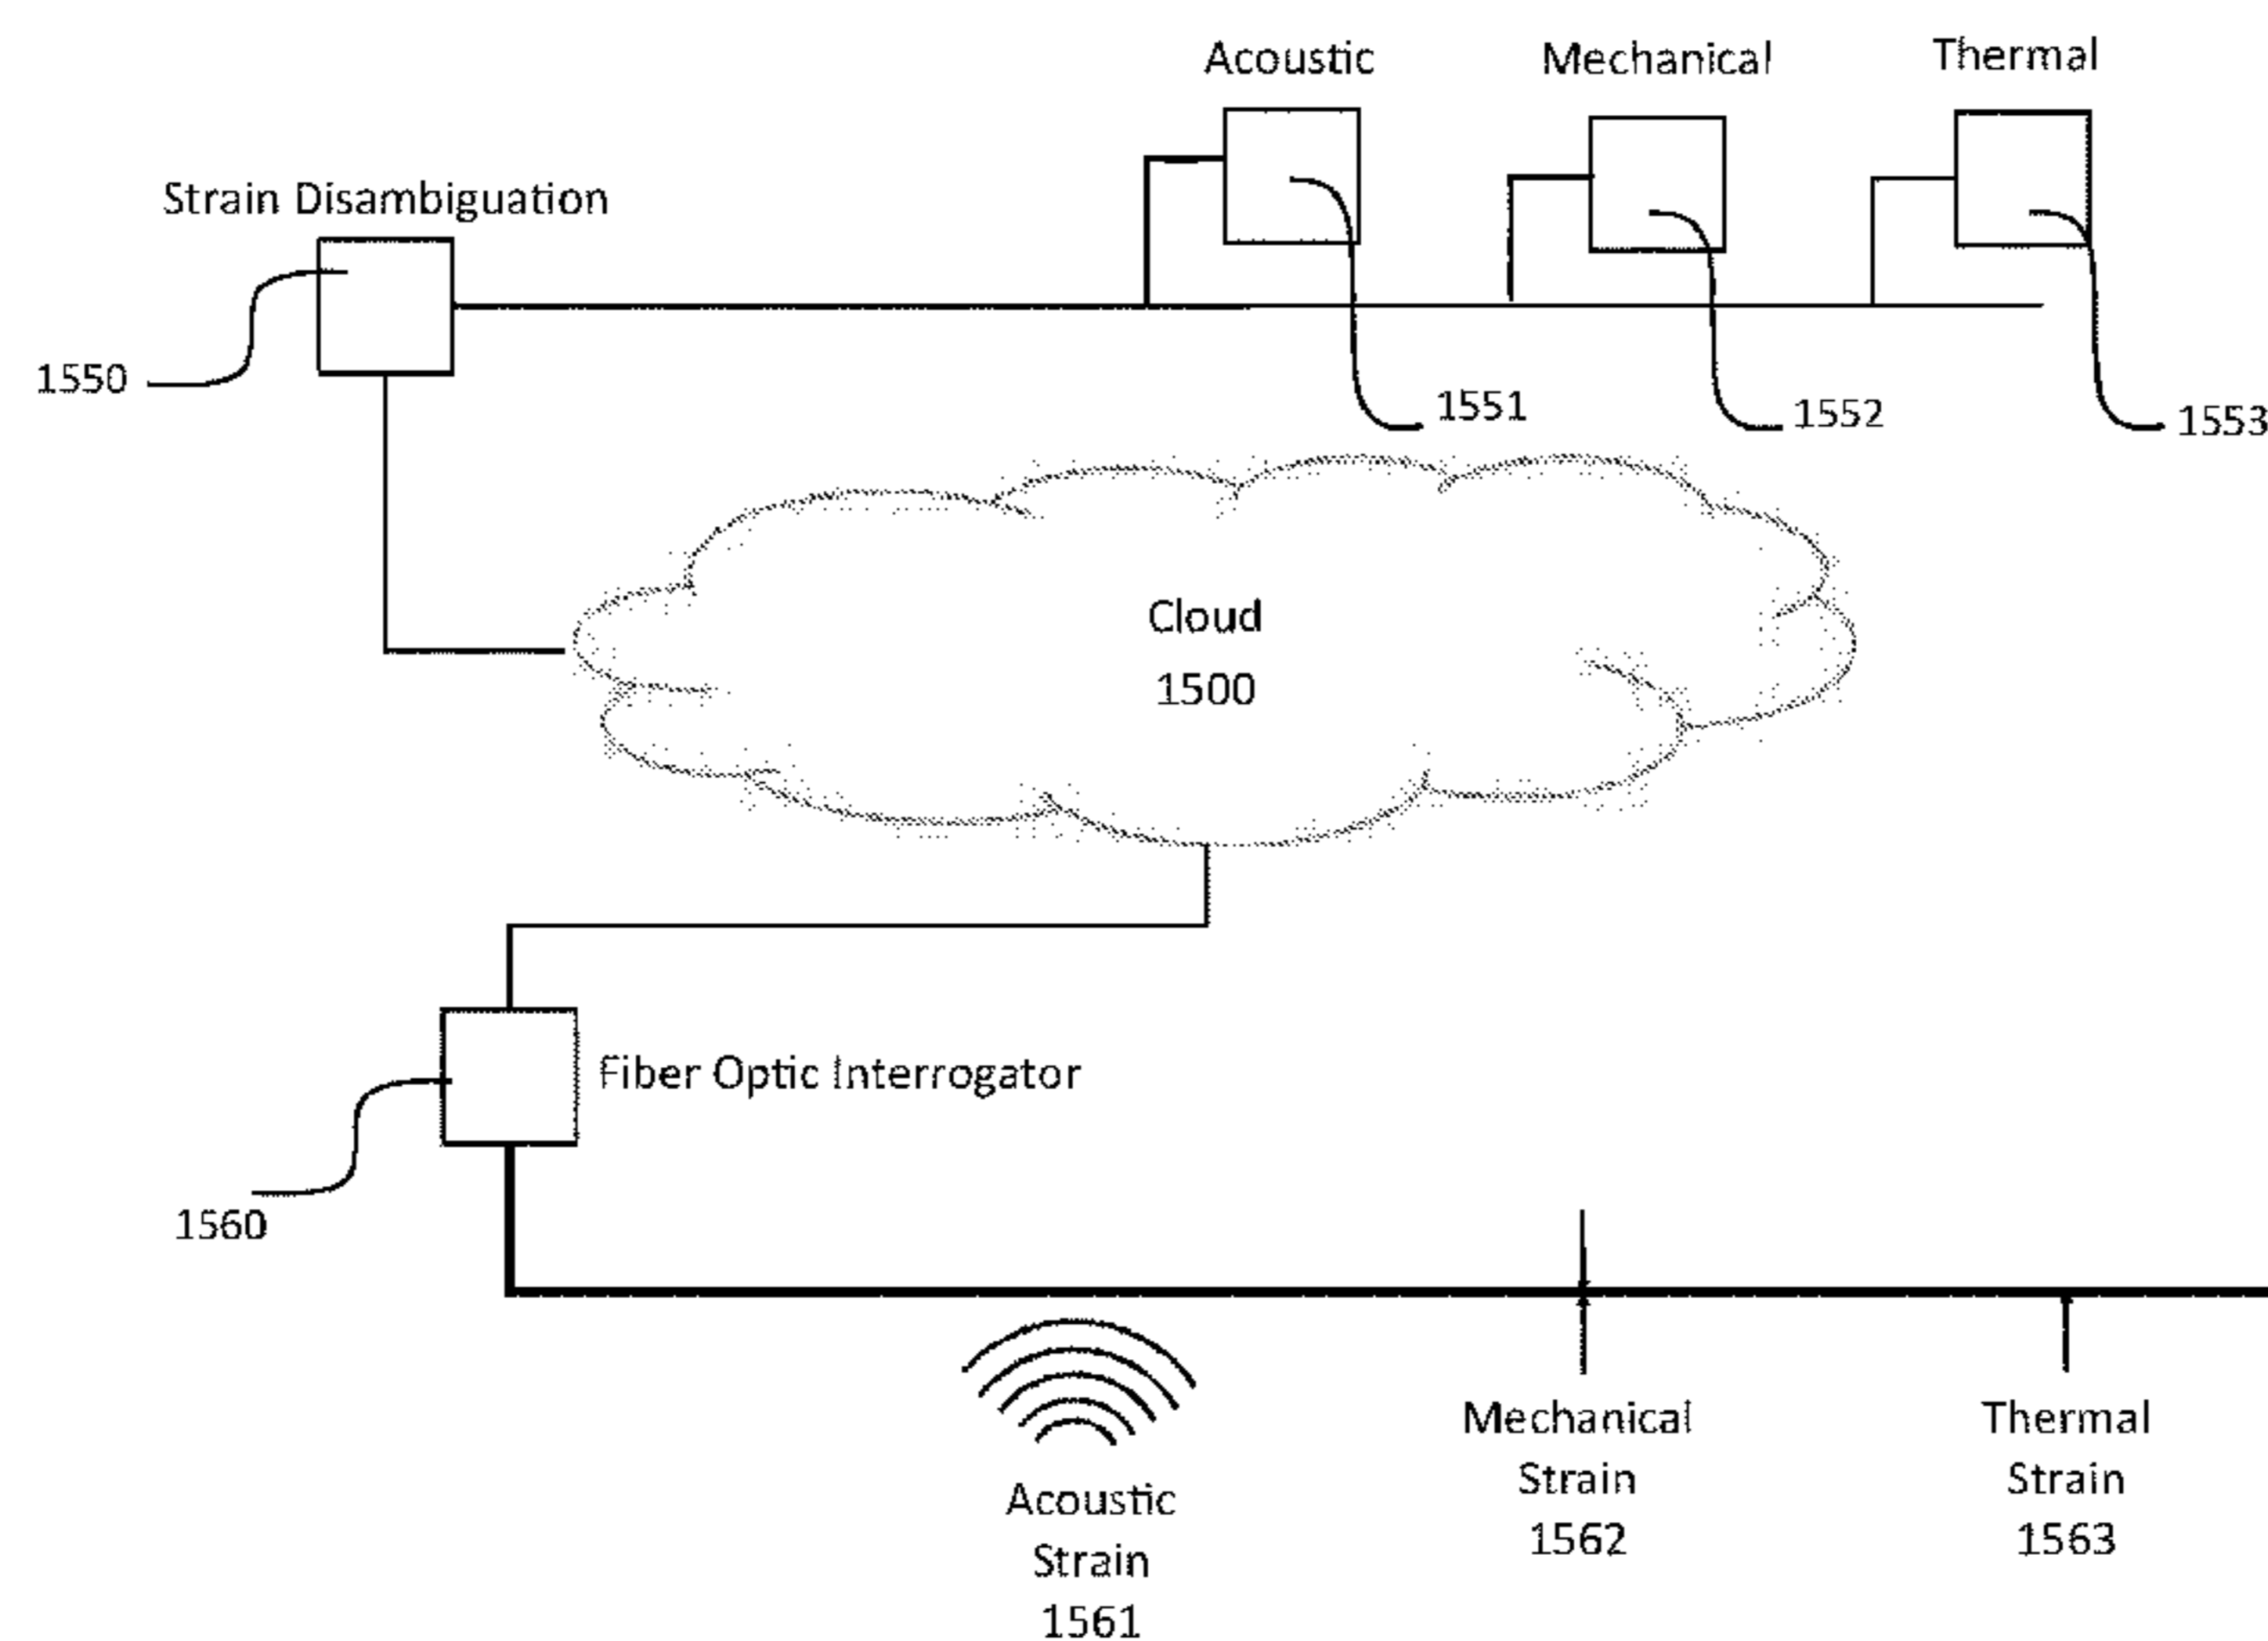 Acoustic
Mechanical
Thermal
Strain Disambiguation
1550
1551
1552
1553
Cloud
1500
Fiber Optic Interrogator
1560
Mechanical
Strain
1562
Thermal
Strain
1563
Acoustic
Strain
1561